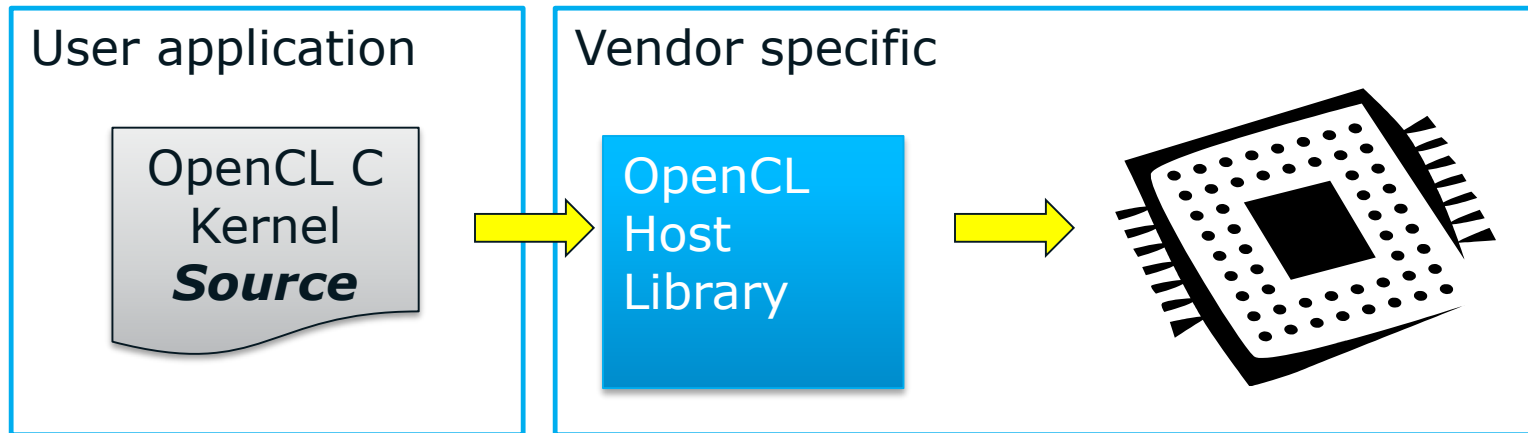 User application
Vendor specific
OpenCL C
Kernel
Source
OpenCL
Host
Library